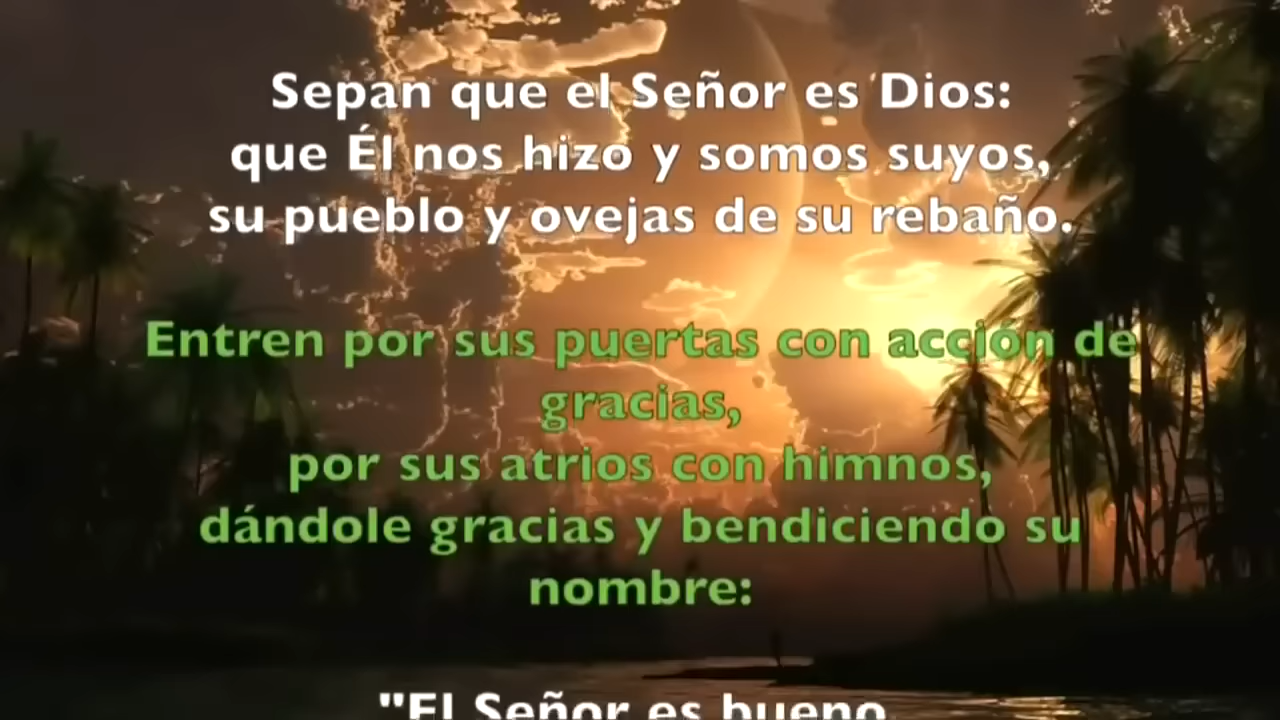 Sepan que el Señor es Dios:
que Él nos hizo y somos suyos,
su pueblo y ovejas de su rebaño.
Entren por sus puertas con acción de
gracias,
por sus atrios con himnos,
dándole gracias y bendiciendo su
nombre:
"El Señor es bueno,